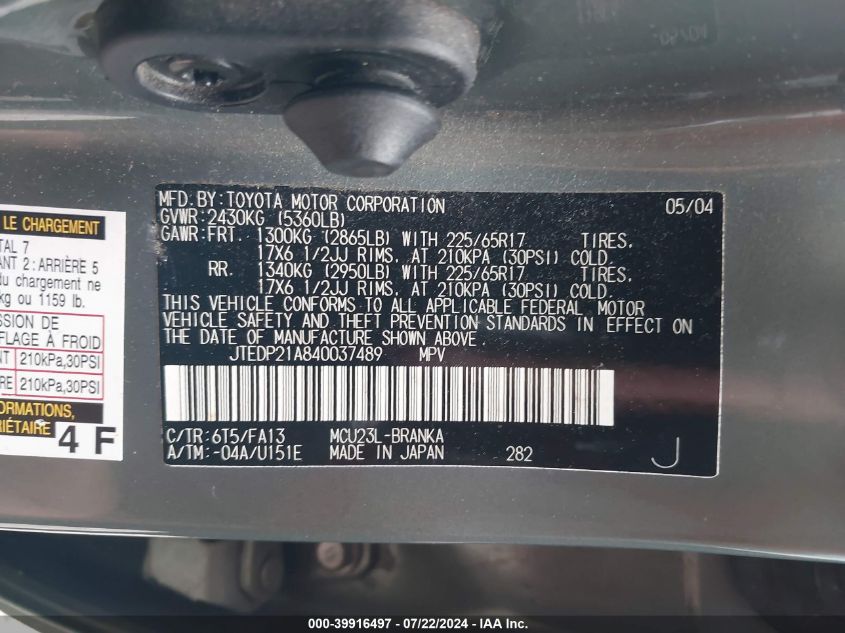 LE CHARGEMENT
TAL 7
ANT 2 : ARRIÈRE 5
du chargement ne
kg ou 1159 lb.
SSION DE
FLAGE À FROID
NT 210kPa,30PSI
RE 210kPa,30PSI
FORMATIONS,
PRIÉTAIRE
4 F
MFD.BY:TOYOTA MOTOR CORPORATION 05/04
GVWR:2430KG (5360LB)
GAWR:FRT. 1300KG (2865LB) WITH 225/65R17 TIRES,
17X6 1/2JJ RIMS, AT 210KPA (30PSI) COLD
RR. 1340KG (2950LB) WITH 225/65R17 TIRES,
17X6 1/2JJ RIMS, AT 210KPA (30PSI) COLD
THIS VEHICLE CONFORMS TO ALL APPLICABLE FEDERAL MOTOR
VEHICLE SAFETY AND THEFT PREVENTION STANDARDS IN EFFECT ON
THE DATE OF MANUFACTURE SHOWN ABOVE.
JTEDP21A840037489 MPV
C/TR:6T5/FA13 MCU23L-BRANKA
A/TM:-04A/U151E MADE IN JAPAN 282 J
000-39916497 - 07/22/2024 - IAA, Inc.